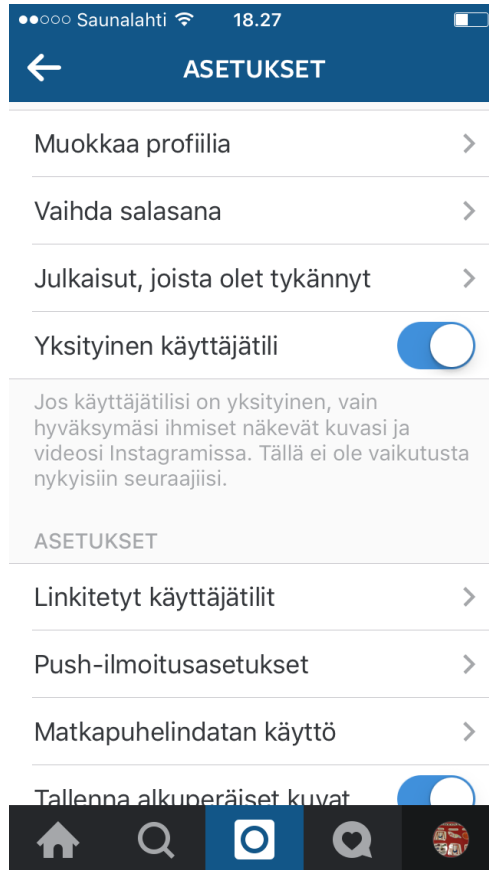 Saunalahti 18.27
ASETUKSET
Muokkaa profiilia
Vaihda salasana
Julkaisut, joista olet tykännyt
Yksityinen käyttäjätili
Jos käyttäjätilisi on yksityinen, vain
hyväksymäsi ihmiset näkevät kuvasi ja
videosi Instagramissa. Tällä ei ole vaikutusta
nykyisiin seuraajiisi.
ASETUKSET
Linkitetyt käyttäjätilit
Push-ilmoitusasetukset
Matkapuhelindatan käyttö
Tallenna alkuperäiset kuvat